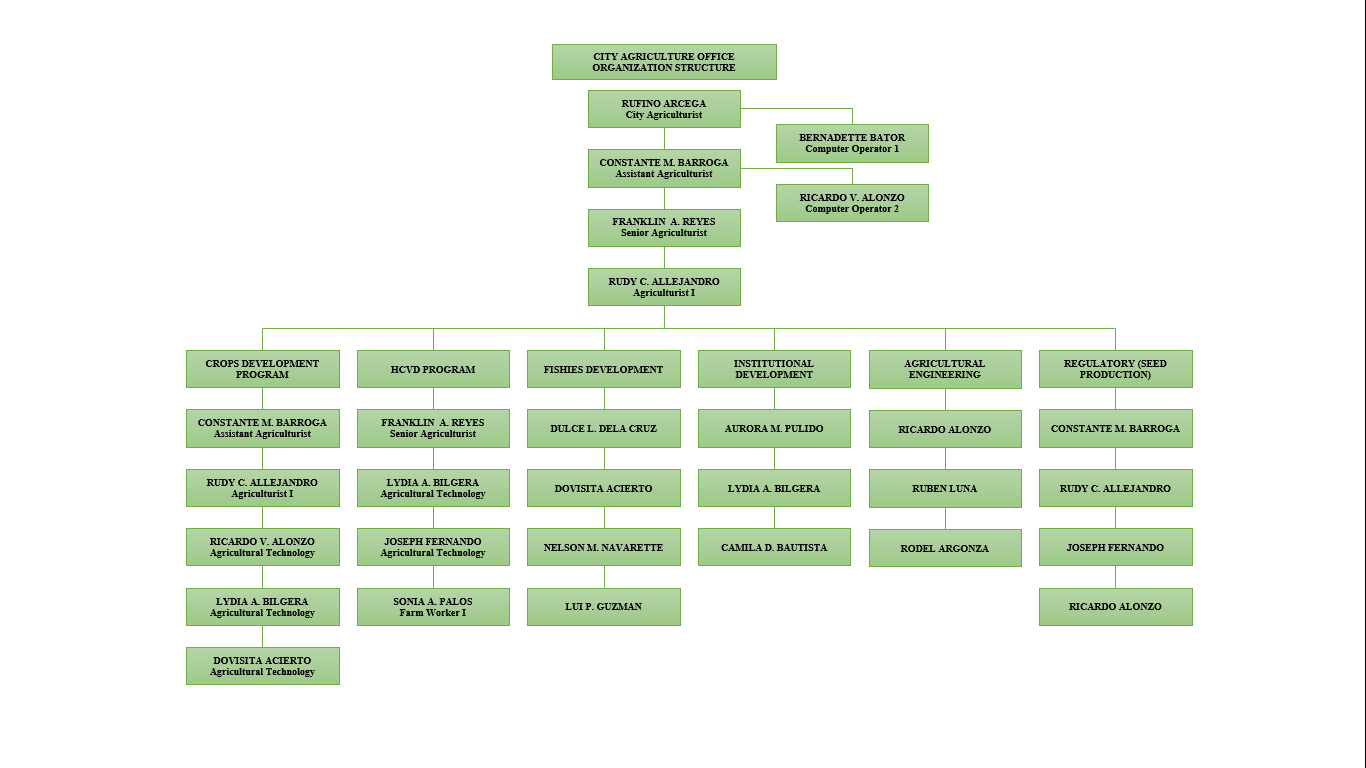 CITY AGRICULTURE OFFICE
ORGANIZATION STRUCTURE
RUFINO ARCEGA
City Agriculturist
BERNADETTE BATOR
Computer Operator 1
CONSTANTE M. BARROGA
Assistant Agriculturist
RICARDO V. ALONZO
Computer Operator 2
FRANKLIN A. REYES
Senior Agriculturist
RUDY C. ALLEJANDRO
Agriculturist I
CROPS DEVELOPMENT
PROGRAM
CONSTANTE M. BARROGA
Assistant Agriculturist
RUDY C. ALLEJANDRO
Agriculturist I
RICARDO V. ALONZO
Agricultural Technology
LYDIA A. BILGERA
Agricultural Technology
DOVISITA ACIERTO
Agricultural Technology
HCVD PROGRAM
FRANKLIN A. REYES
Senior Agriculturist
LYDIA A. BILGERA
Agricultural Technology
JOSEPH FERNANDO
Agricultural Technology
SONIA A. PALOS
Farm Worker I
FISHIES DEVELOPMENT
DULCE L. DELA CRUZ
DOVISITA ACIERTO
NELSON M. NAVARETTE
LUI P. GUZMAN
INSTITUTIONAL
DEVELOPMENT
AURORA M. PULIDO
LYDIA A. BILGERA
CAMILA D. BAUTISTA
AGRICULTURAL
ENGINEERING
RICARDO ALONZO
RUBEN LUNA
RODEL ARGONZA
REGULATORY (SEED
PRODUCTION)
CONSTANTE M. BARROGA
RUDY C. ALLEJANDRO
JOSEPH FERNANDO
RICARDO ALONZO